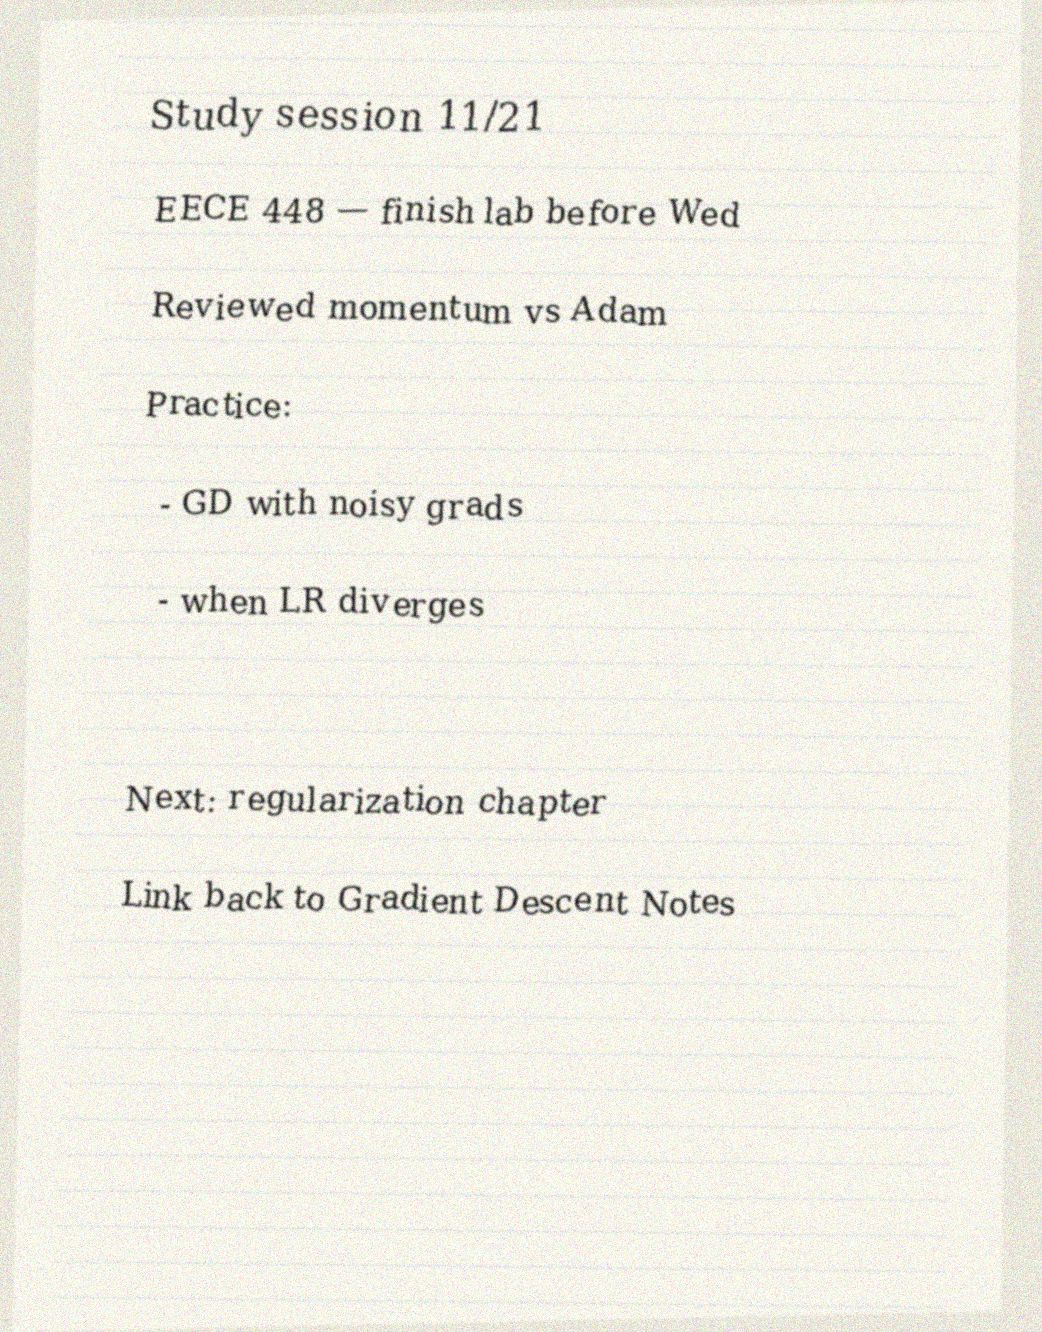 Study session 11/21
EECE 448 — finish lab before Wed
Reviewed momentum vs Adam
Practice:
- GD with noisy grads
- when LR diverges
Next: regularization chapter
Link back to Gradient Descent Notes